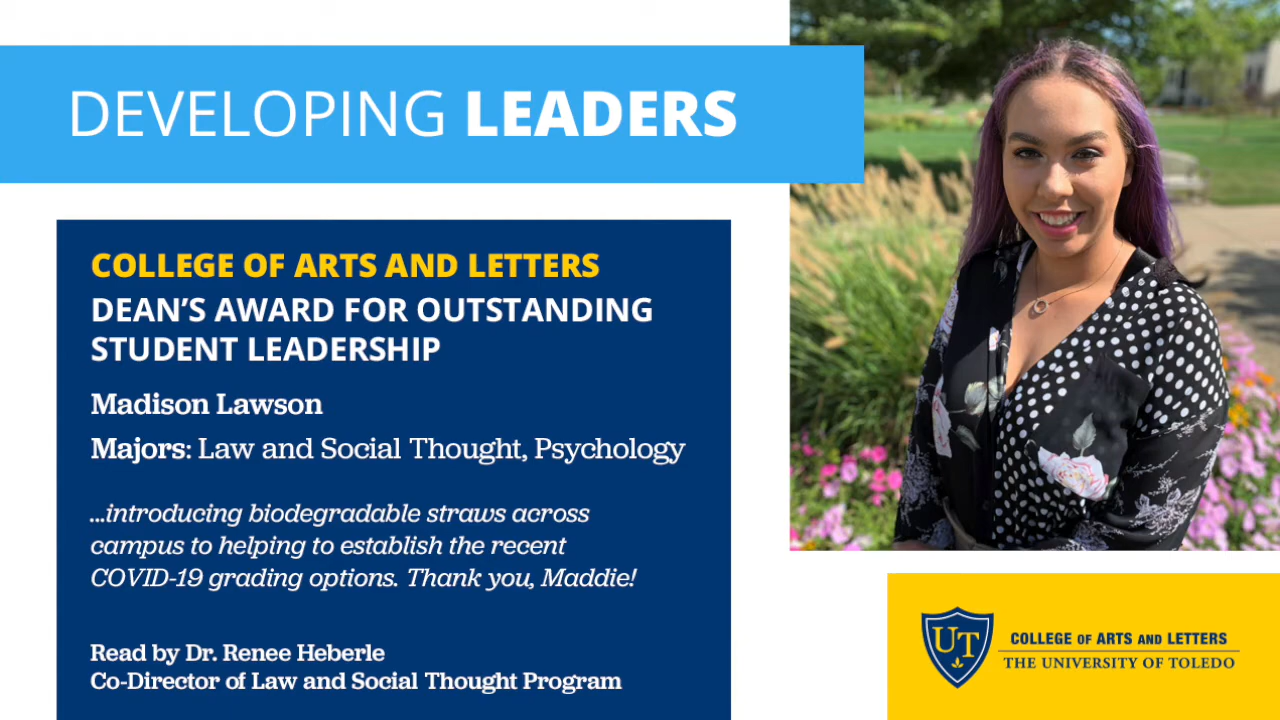 DEVELOPING LEADERS
COLLEGE OF ARTS AND LETTERS
DEAN'S AWARD FOR OUTSTANDING
STUDENT LEADERSHIP
Madison Lawson
Majors: Law and Social Thought, Psychology
...introducing biodegradable straws across
campus to helping to establish the recent
COVID-19 grading options. Thank you, Maddie!
Read by Dr. Renee Heberle
Co-Director of Law and Social Thought Program
UT
COLLEGE OF ARTS AND LETTERS
THE UNIVERSITY OF TOLEDO